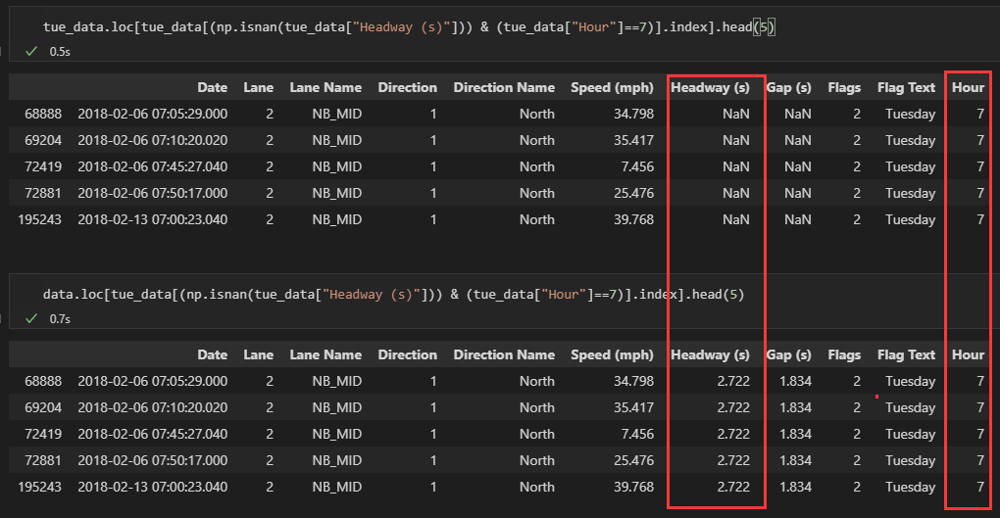 tue_data.loc[tue_data[(np.isnan(tue_data["Headway (s)"])) & (tue_data["Hour"]==7)].index].head(5)
0.5s
Date Lane Lane Name Direction Direction Name Speed (mph) Headway (s) Gap (s) Flags Flag Text Hour
68888 2018-02-06 07:05:29.000 2 NB_MID 1 North 34.798 NaN NaN 2 Tuesday 7
69204 2018-02-06 07:10:20.020 2 NB_MID 1 North 35.417 NaN NaN 2 Tuesday 7
72419 2018-02-06 07:45:27.040 2 NB_MID 1 North 7.456 NaN NaN 2 Tuesday 7
72881 2018-02-06 07:50:17.000 2 NB_MID 1 North 25.476 NaN NaN 2 Tuesday 7
195243 2018-02-13 07:00:23.040 2 NB_MID 1 North 39.768 NaN NaN 2 Tuesday 7
data.loc[tue_data[(np.isnan(tue_data["Headway (s)"])) & (tue_data["Hour"]==7)].index].head(5)
0.7s
Date Lane Lane Name Direction Direction Name Speed (mph) Headway (s) Gap (s) Flags Flag Text Hour
68888 2018-02-06 07:05:29.000 2 NB_MID 1 North 34.798 2.722 1.834 2 Tuesday 7
69204 2018-02-06 07:10:20.020 2 NB_MID 1 North 35.417 2.722 1.834 2 Tuesday 7
72419 2018-02-06 07:45:27.040 2 NB_MID 1 North 7.456 2.722 1.834 2 Tuesday 7
72881 2018-02-06 07:50:17.000 2 NB_MID 1 North 25.476 2.722 1.834 2 Tuesday 7
195243 2018-02-13 07:00:23.040 2 NB_MID 1 North 39.768 2.722 1.834 2 Tuesday 7